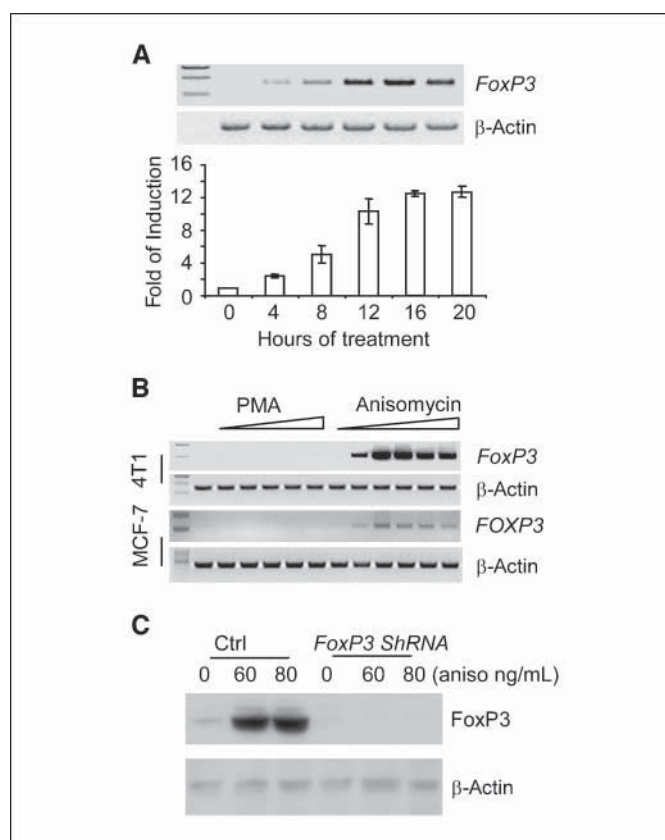 A
FoxP3
β-Actin
16
12
8
4
0
Fold of Induction
0 4 8 12 16 20
Hours of treatment
B
PMA Anisomycin
4T1
FoxP3
β-Actin
MCF-7
FOXP3
β-Actin
C
Ctrl FoxP3 ShRNA
0 60 80 0 60 80 (aniso ng/mL)
FoxP3
β-Actin